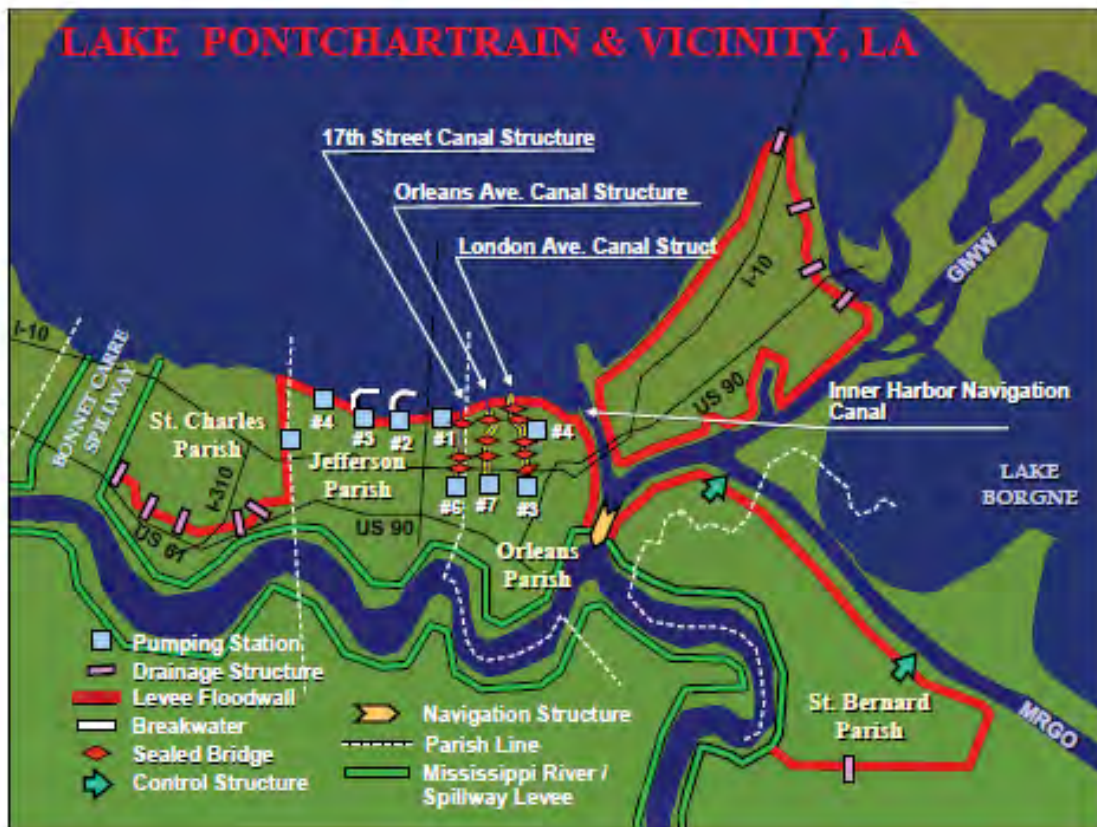 LAKE PONTCHARTRAIN & VICINITY, LA
17th Street Canal Structure
Orleans Ave. Canal Structure
London Ave. Canal Struct
I-10
GIWW
I-10
BONNET CARRE
SPILLWAY
US 90
Inner Harbor Navigation
Canal
St. Charles
Parish
#4
#3
#2
#1
#4
Jefferson
Parish
LAKE
BORGNE
I-310
#6
#7
#3
US 61
US 90
Orleans
Parish
Pumping Station
Drainage Structure
Levee Floodwall
Breakwater
Sealed Bridge
Control Structure
Navigation Structure
Parish Line
Mississippi River /
Spillway Levee
St. Bernard
Parish
MRGO